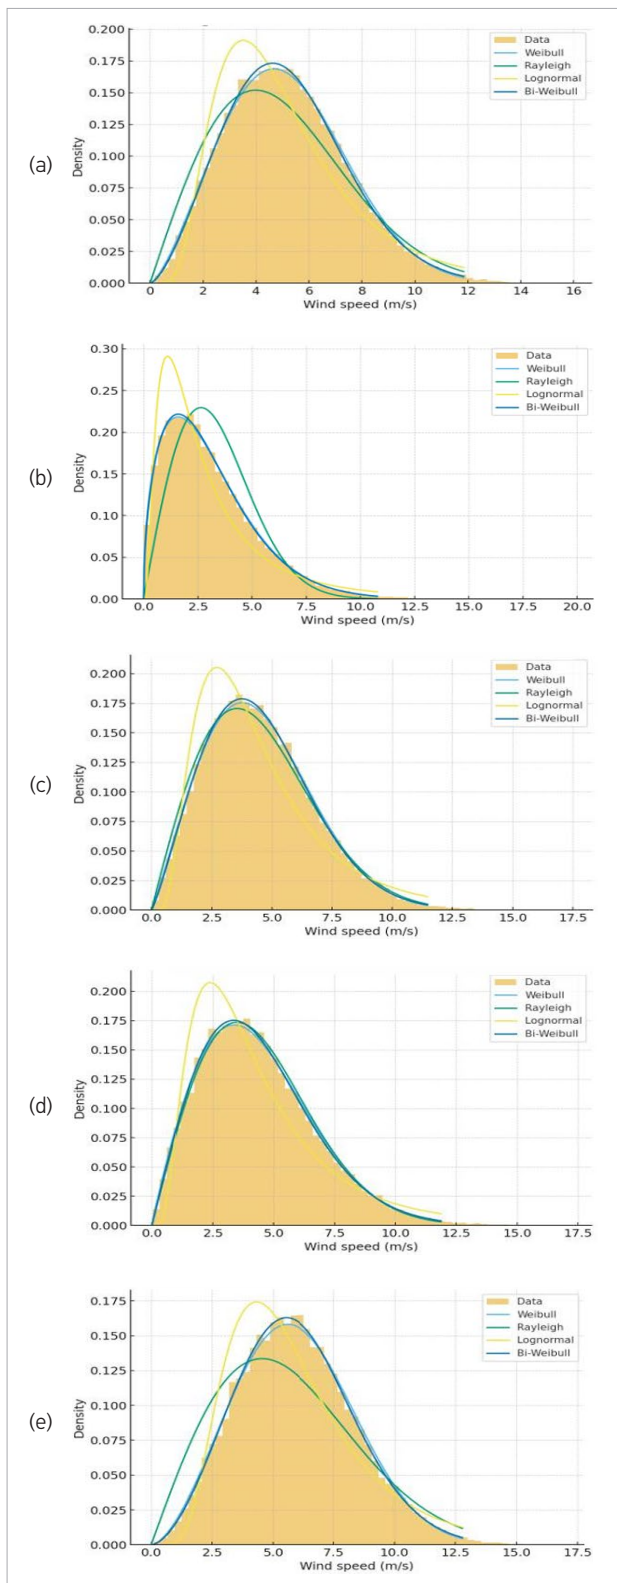 (a)
0.200
0.175
0.150
0.125
0.100
0.075
0.050
0.025
0.000
Density
0 2 4 6 8 10 12 14 16
Wind speed (m/s)
Data
Weibull
Rayleigh
Lognormal
Bi-Weibull
(b)
0.30
0.25
0.20
0.15
0.10
0.05
0.00
Density
0.0 2.5 5.0 7.5 10.0 12.5 15.0 17.5 20.0
Wind speed (m/s)
Data
Weibull
Rayleigh
Lognormal
Bi-Weibull
(c)
0.200
0.175
0.150
0.125
0.100
0.075
0.050
0.025
0.000
Density
0.0 2.5 5.0 7.5 10.0 12.5 15.0 17.5
Wind speed (m/s)
Data
Weibull
Rayleigh
Lognormal
Bi-Weibull
(d)
0.200
0.175
0.150
0.125
0.100
0.075
0.050
0.025
0.000
Density
0.0 2.5 5.0 7.5 10.0 12.5 15.0 17.5
Wind speed (m/s)
Data
Weibull
Rayleigh
Lognormal
Bi-Weibull
(e)
0.175
0.150
0.125
0.100
0.075
0.050
0.025
0.000
Density
0.0 2.5 5.0 7.5 10.0 12.5 15.0 17.5
Wind speed (m/s)
Data
Weibull
Rayleigh
Lognormal
Bi-Weibull